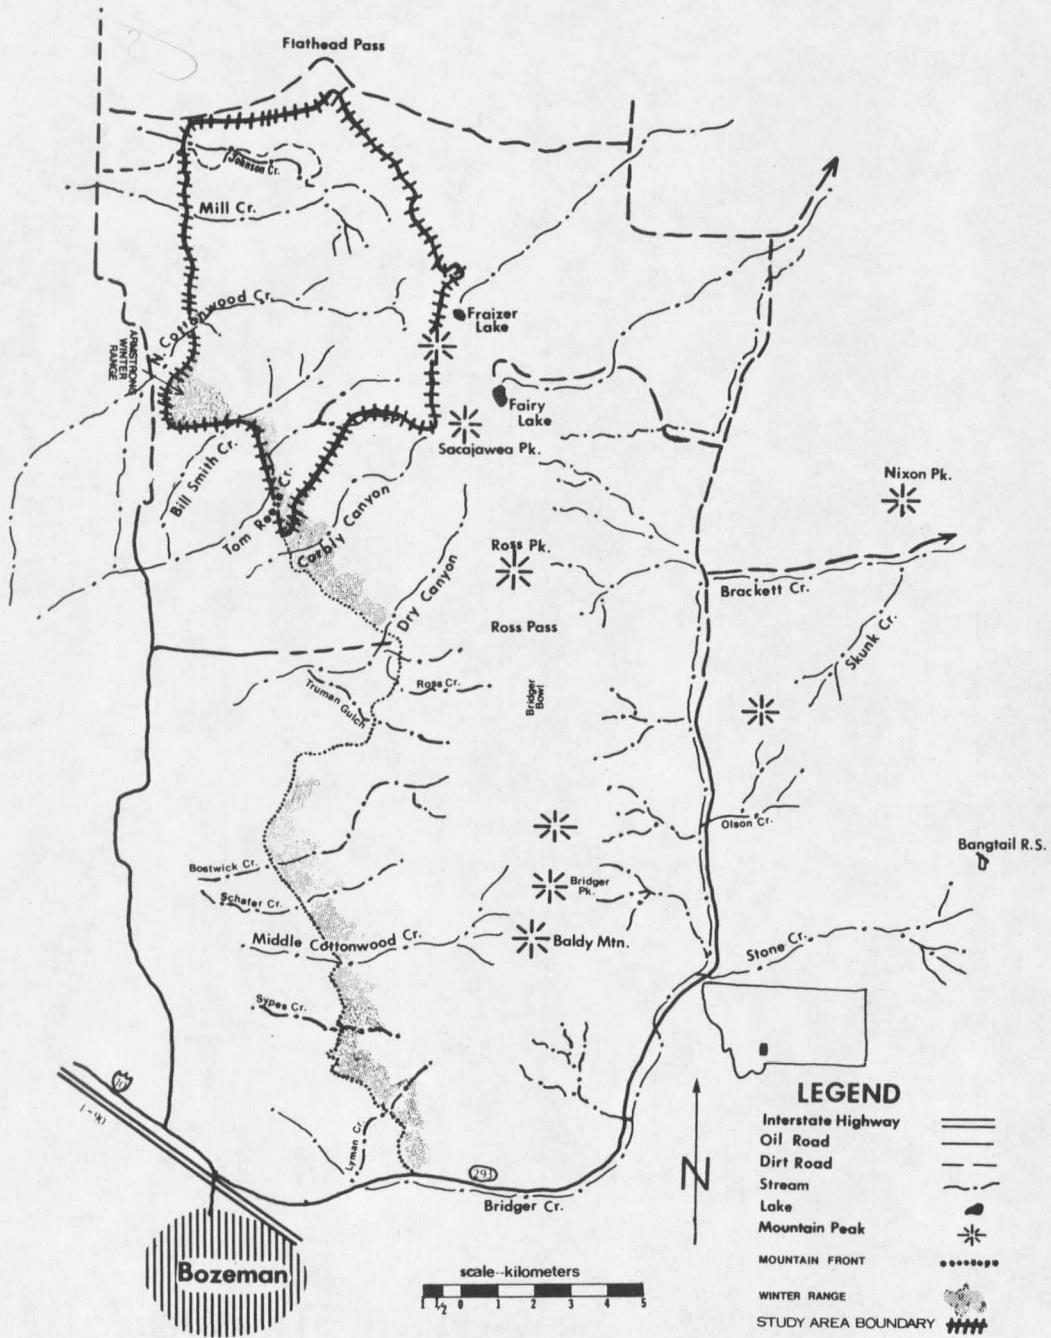 Flathead Pass
Johnson Cr.
Mill Cr.
N. Cottonwood Cr.
Fraizer
Lake
ARMSTRONG
WINTER
RANGE
Fairy
Lake
Sacajawea Pk.
Bill Smith Cr.
Nixon Pk.
Tom Reese Cr.
Corbly Canyon
Ross Pk.
Dry Canyon
Brackett Cr.
Ross Pass
Skunk Cr.
Ross Cr.
Truman Gulch
Bridger
Bowl
Olson Cr.
Bangtail R.S.
Bostwick Cr.
Bridger
Pk.
Schafer Cr.
Middle Cottonwood Cr.
Baldy Mtn.
Stone Cr.
Sypes Cr.
I-90
Lyman Cr.
293
Bridger Cr.
N
Bozeman
LEGEND
Interstate Highway
Oil Road
Dirt Road
Stream
Lake
Mountain Peak
MOUNTAIN FRONT
WINTER RANGE
STUDY AREA BOUNDARY
scale--kilometers
1 1/2 0 1 2 3 4 5